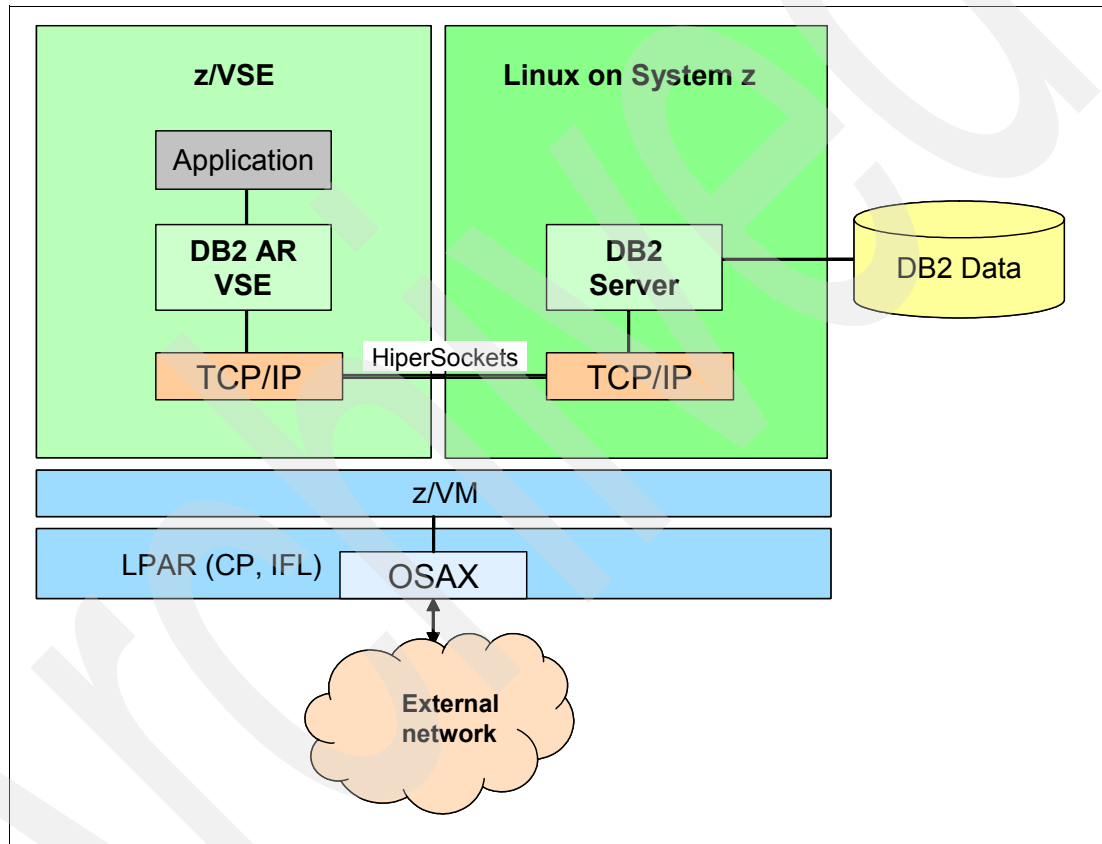 z/VSE
Linux on System z
Application
DB2 AR
VSE
DB2
Server
DB2 Data
HiperSockets
TCP/IP
TCP/IP
z/VM
LPAR (CP, IFL)
OSAX
External
network
Archived